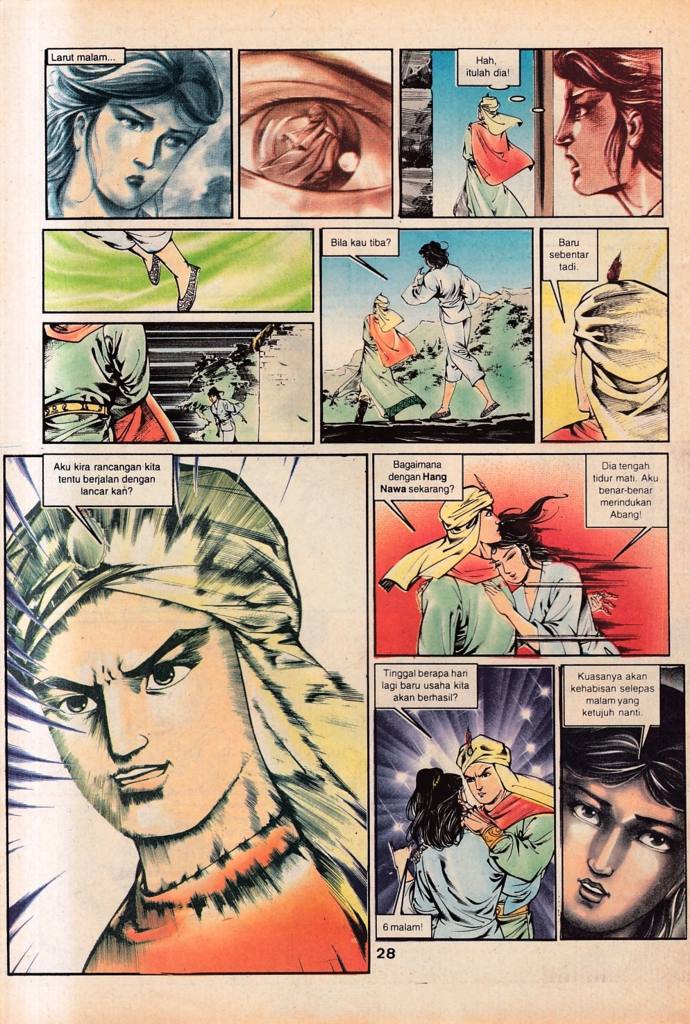 Larut malam...
Hah,
itulah dia!
Bila kau tiba?
Baru
sebentar
tadi.
Aku kira rancangan kita
tentu berjalan dengan
lancar kan?
Bagaimana
dengan Hang
Nawa sekarang?
Dia tengah
tidur mati. Aku
benar-benar
merindukan
Abang!
Tinggal berapa hari
lagi baru usaha kita
akan berhasil?
6 malam!
Kuasanya akan
kehabisan selepas
malam yang
ketujuh nanti.
28